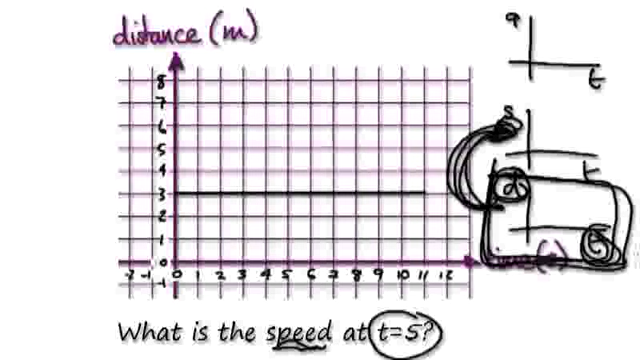 distance (m)
a
t
8
7
6
s
5
4
t
3
d
2
1
t
0
-2 -1 0 1 2 3 4 5 6 7 8 9 10 11 12
-1
What is the speed at t=5?